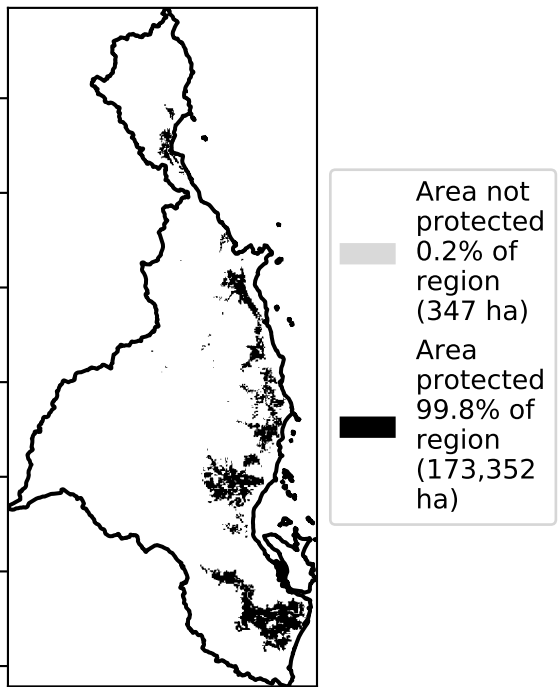 Area not
protected
0.2% of
region
(347 ha)
Area
protected
99.8% of
region
(173,352
ha)